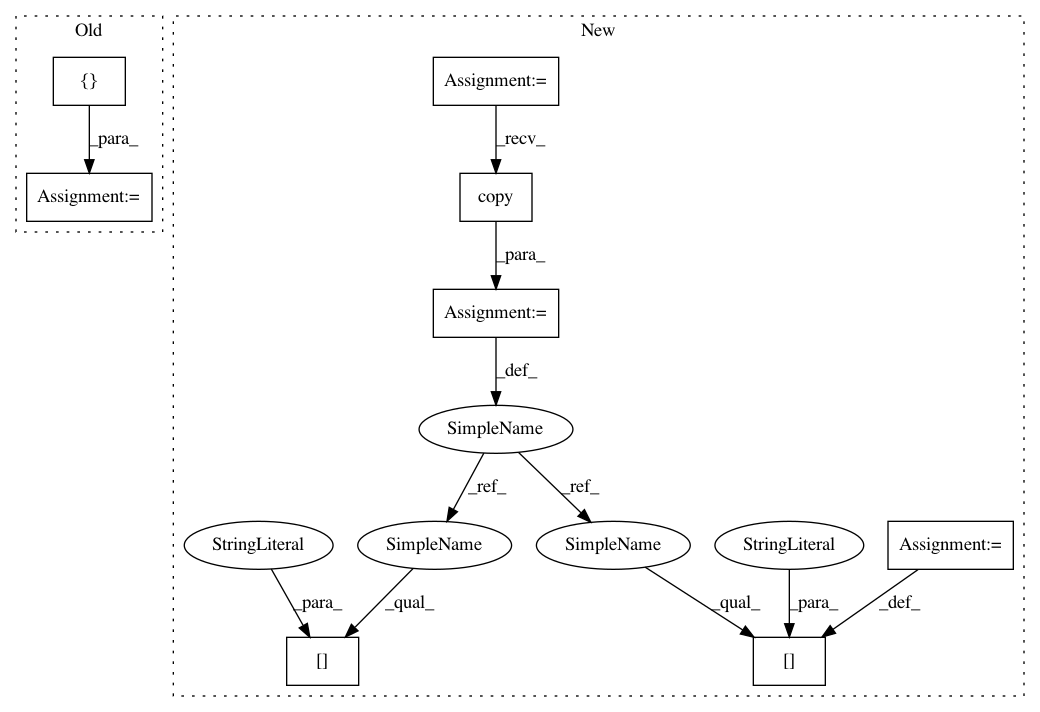 Old
New
{}
Assignment:=
_para_
_recv_
Assignment:=
copy
_para_
Assignment:=
_def_
SimpleName
_ref_
_ref_
StringLiteral
SimpleName
SimpleName
StringLiteral
Assignment:=
_para_
_qual_
_qual_
_para_
_def_
[]
[]